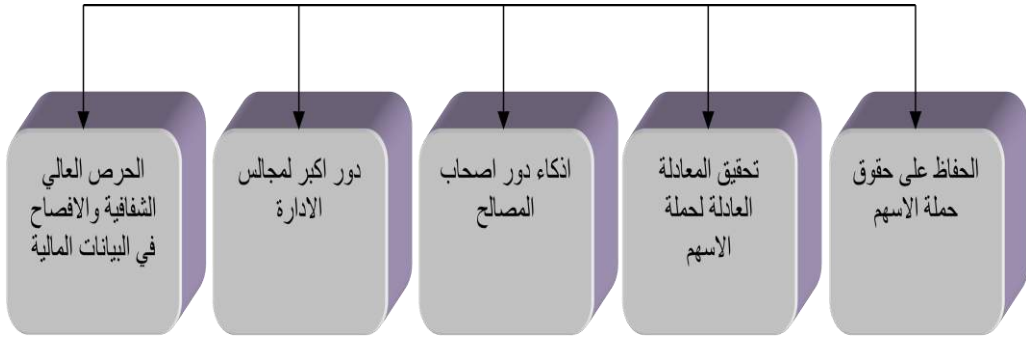 الحفاظ على حقوق
حملة الاسهم
تحقيق المعادلة
العادلة لحملة
الاسهم
اذكاء دور اصحاب
المصالح
دور اكبر لمجالس
الادارة
الحرص العالي
الشفافية والافصاح
في البيانات المالية